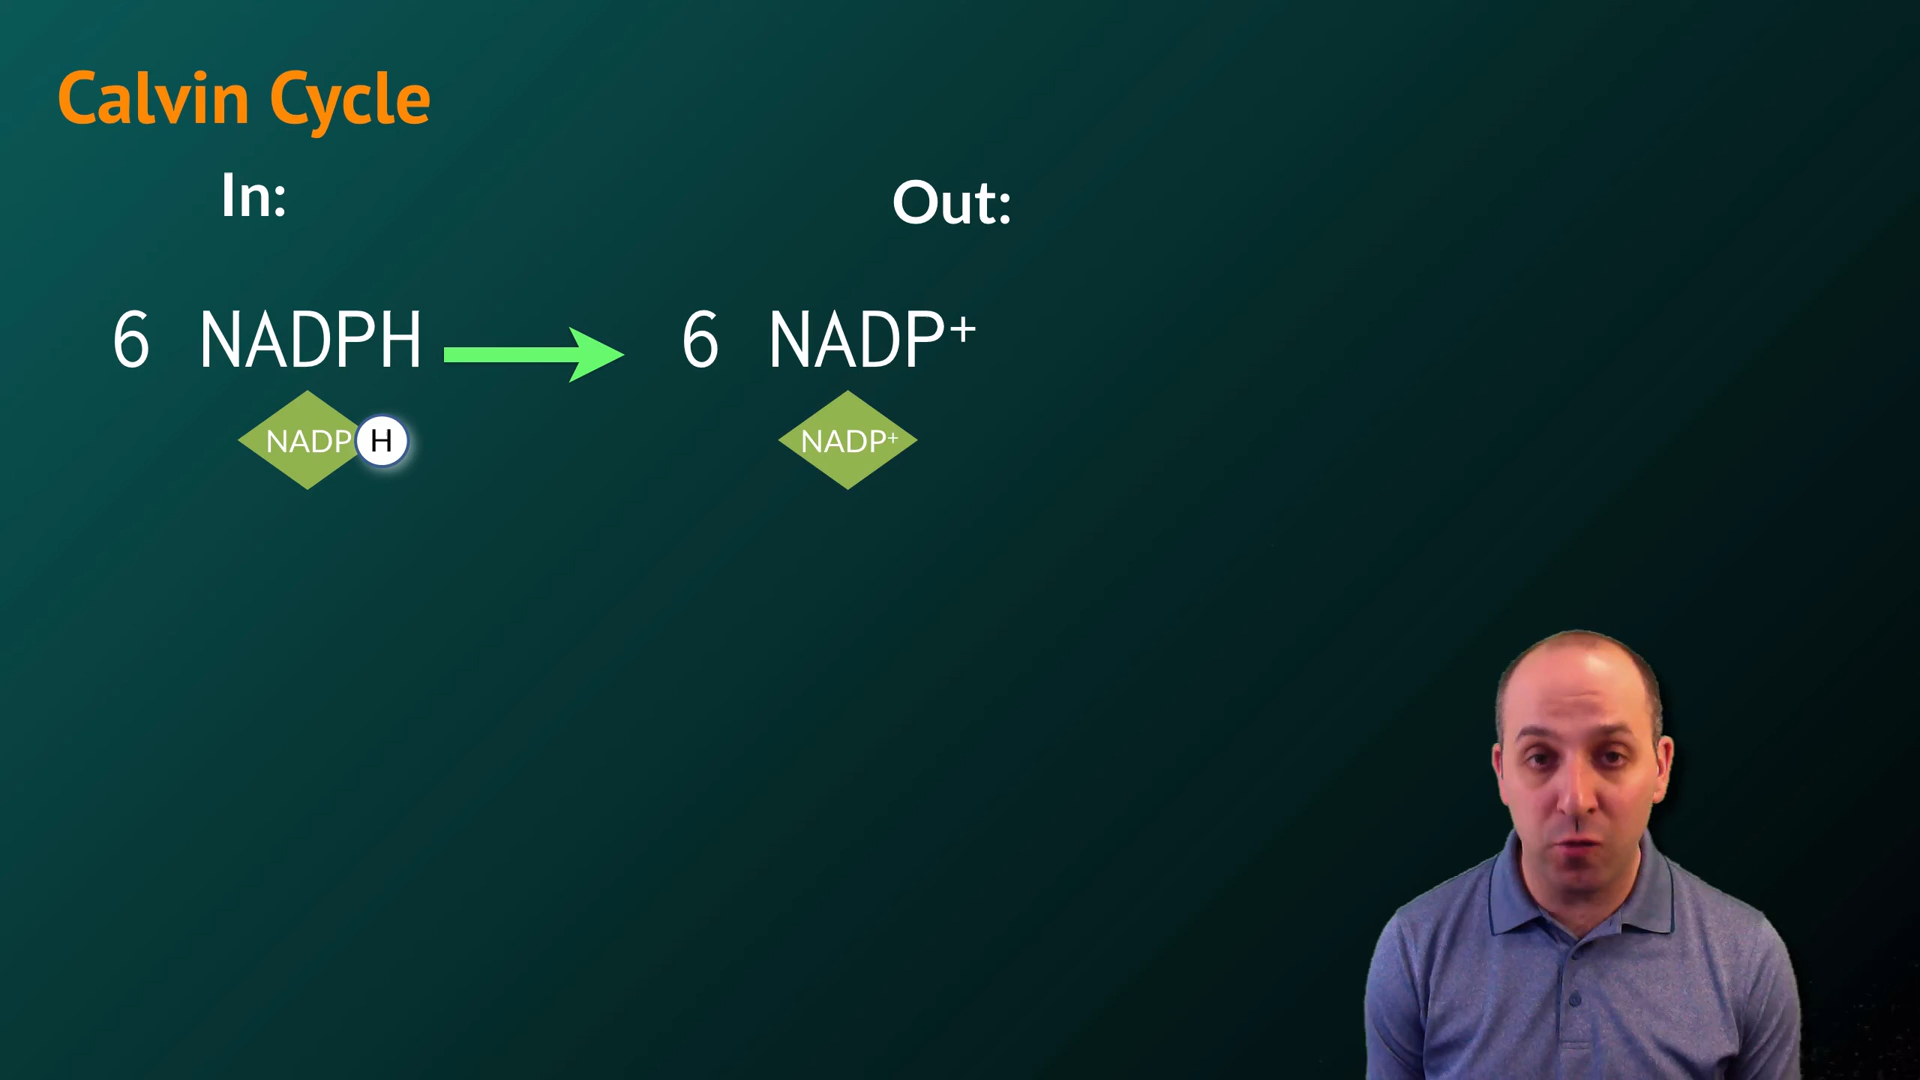 Calvin Cycle
In: Out:
6 NADPH 6 NADP⁺
NADP H NADP⁺